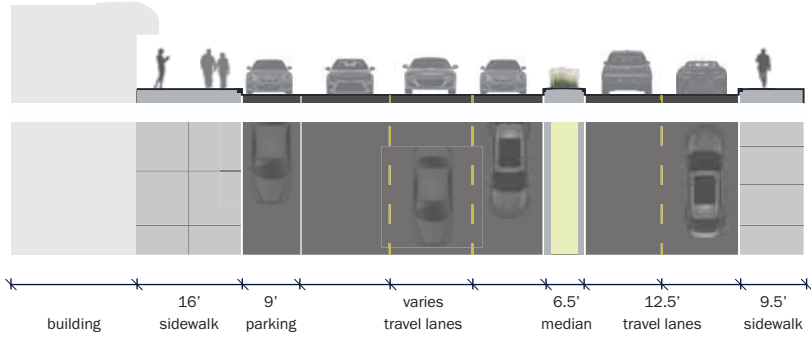 16’ 9’ varies 6.5’ 12.5’ 9.5’
building sidewalk parking travel lanes median travel lanes sidewalk